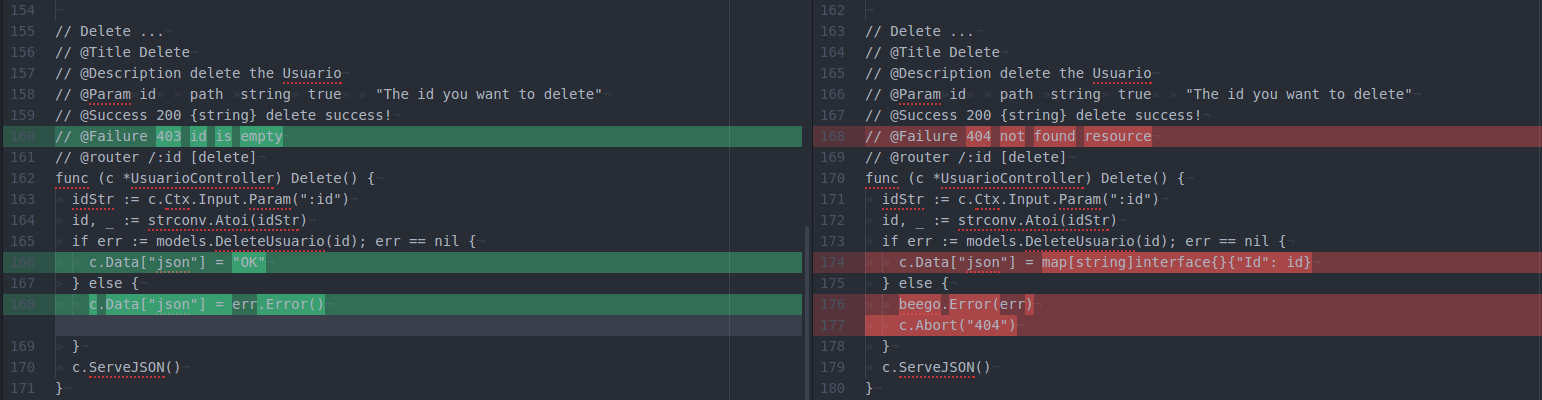 154
155 // Delete ...
156 // @Title Delete
157 // @Description delete the Usuario
158 // @Param id path string true "The id you want to delete"
159 // @Success 200 {string} delete success!
160 // @Failure 403 id is empty
161 // @router /:id [delete]
162 func (c *UsuarioController) Delete() {
163 idStr := c.Ctx.Input.Param(":id")
164 id, _ := strconv.Atoi(idStr)
165 if err := models.DeleteUsuario(id); err == nil {
166 c.Data["json"] = "OK"
167 } else {
168 c.Data["json"] = err.Error()
169 }
170 c.ServeJSON()
171 }
162
163 // Delete ...
164 // @Title Delete
165 // @Description delete the Usuario
166 // @Param id path string true "The id you want to delete"
167 // @Success 200 {string} delete success!
168 // @Failure 404 not found resource
169 // @router /:id [delete]
170 func (c *UsuarioController) Delete() {
171 idStr := c.Ctx.Input.Param(":id")
172 id, _ := strconv.Atoi(idStr)
173 if err := models.DeleteUsuario(id); err == nil {
174 c.Data["json"] = map[string]interface{}{"Id": id}
175 } else {
176 beego.Error(err)
177 c.Abort("404")
178 }
179 c.ServeJSON()
180 }